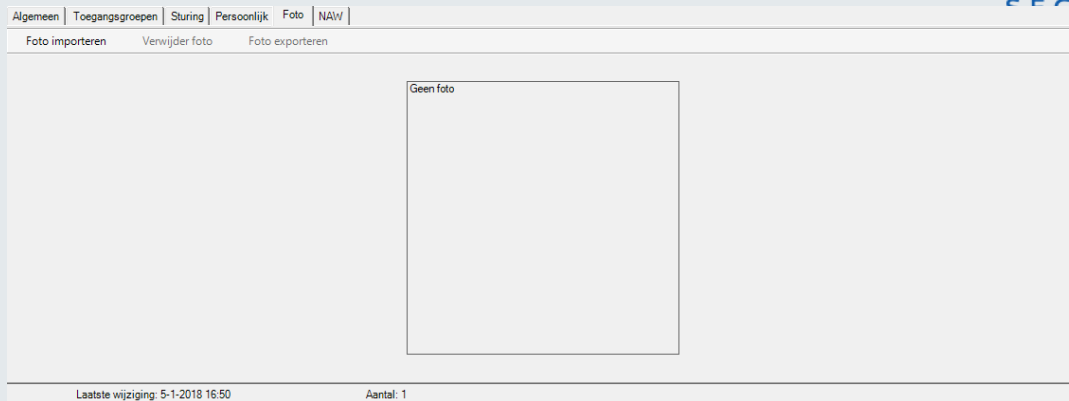 Algemeen Toegangsgroepen Sturing Persoonlijk Foto NAW
Foto importeren Verwijder foto Foto exporteren
Geen foto
Laatste wijziging: 5-1-2018 16:50 Aantal: 1